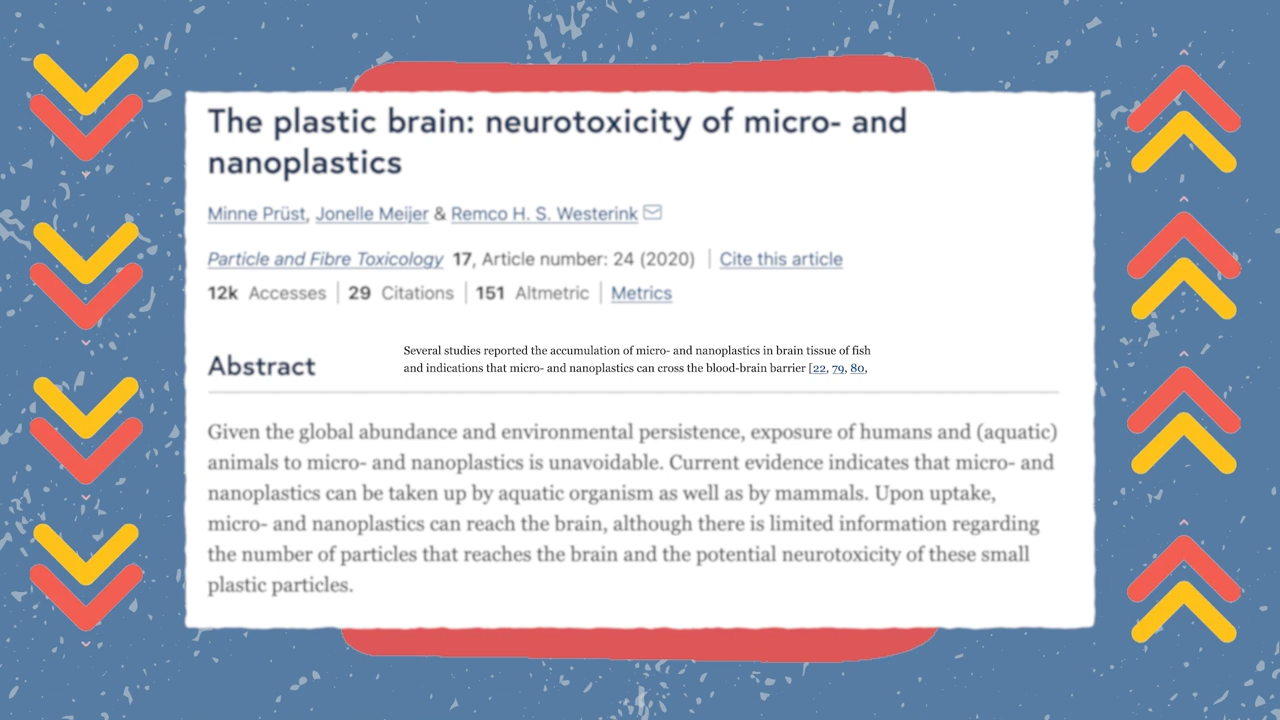 The plastic brain: neurotoxicity of micro- and
nanoplastics
Minne Prüst, Jonelle Meijer & Remco H. S. Westerink
Particle and Fibre Toxicology 17, Article number: 24 (2020) | Cite this article
12k Accesses | 29 Citations | 151 Altmetric | Metrics
Several studies reported the accumulation of micro- and nanoplastics in brain tissue of fish
and indications that micro- and nanoplastics can cross the blood-brain barrier [22, 79, 80,
Abstract
Given the global abundance and environmental persistence, exposure of humans and (aquatic)
animals to micro- and nanoplastics is unavoidable. Current evidence indicates that micro- and
nanoplastics can be taken up by aquatic organism as well as by mammals. Upon uptake,
micro- and nanoplastics can reach the brain, although there is limited information regarding
the number of particles that reaches the brain and the potential neurotoxicity of these small
plastic particles.